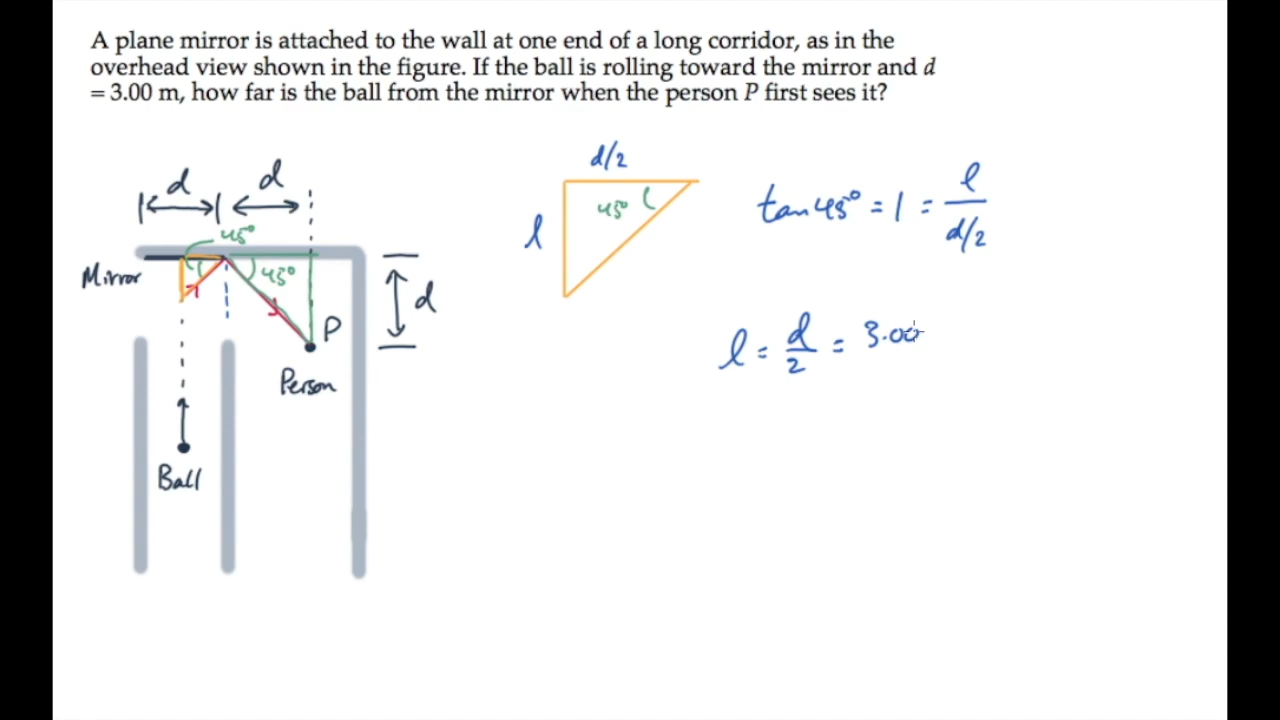 A plane mirror is attached to the wall at one end of a long corridor, as in the
overhead view shown in the figure. If the ball is rolling toward the mirror and d
= 3.00 m, how far is the ball from the mirror when the person P first sees it?
d/2
d
d
tan 45° = 1 = l / d/2
45°
l
45°
45°
Mirror
d
P
l = d/2 = 3.00
Person
Ball